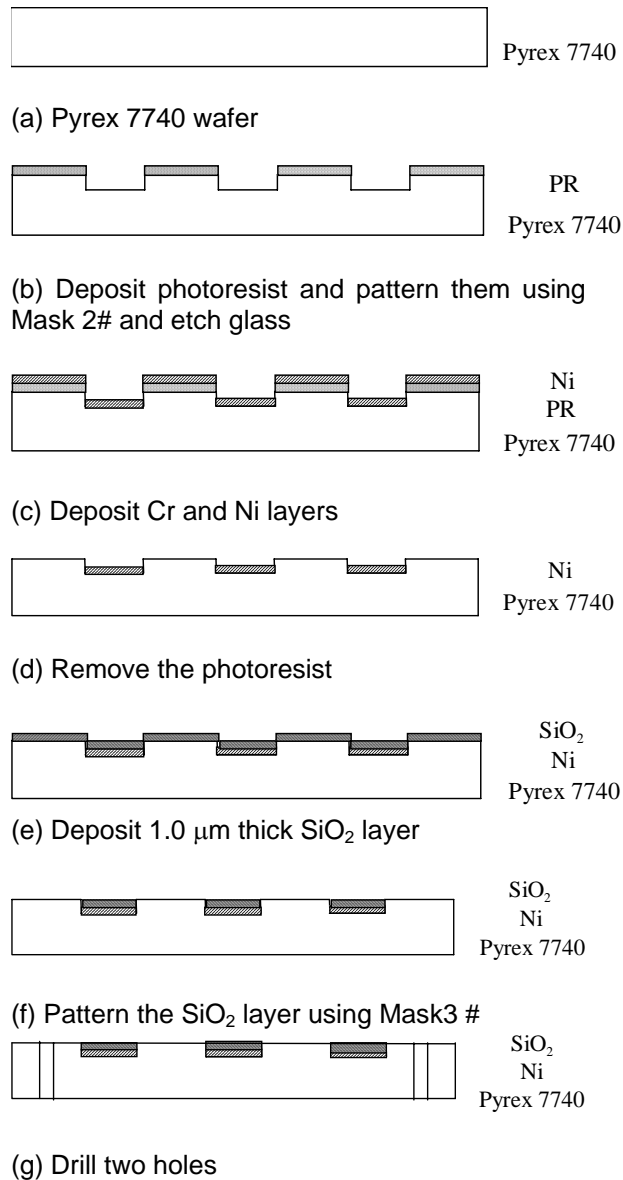 Pyrex 7740
(a) Pyrex 7740 wafer
PR
Pyrex 7740
(b) Deposit photoresist and pattern them using
Mask 2# and etch glass
Ni
PR
Pyrex 7740
(c) Deposit Cr and Ni layers
Ni
Pyrex 7740
(d) Remove the photoresist
SiO₂
Ni
Pyrex 7740
(e) Deposit 1.0 μm thick SiO₂ layer
SiO₂
Ni
Pyrex 7740
(f) Pattern the SiO₂ layer using Mask3 #
SiO₂
Ni
Pyrex 7740
(g) Drill two holes